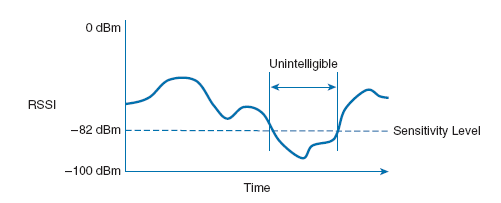 0 dBm
Unintelligible
RSSI
−82 dBm
Sensitivity Level
−100 dBm
Time